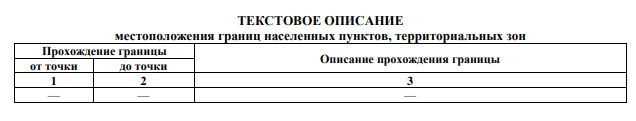 ТЕКСТОВОЕ ОПИСАНИЕ
местоположения границ населенных пунктов, территориальных зон
Прохождение границы
Описание прохождения границы
от точки до точки
1 2 3
— — —